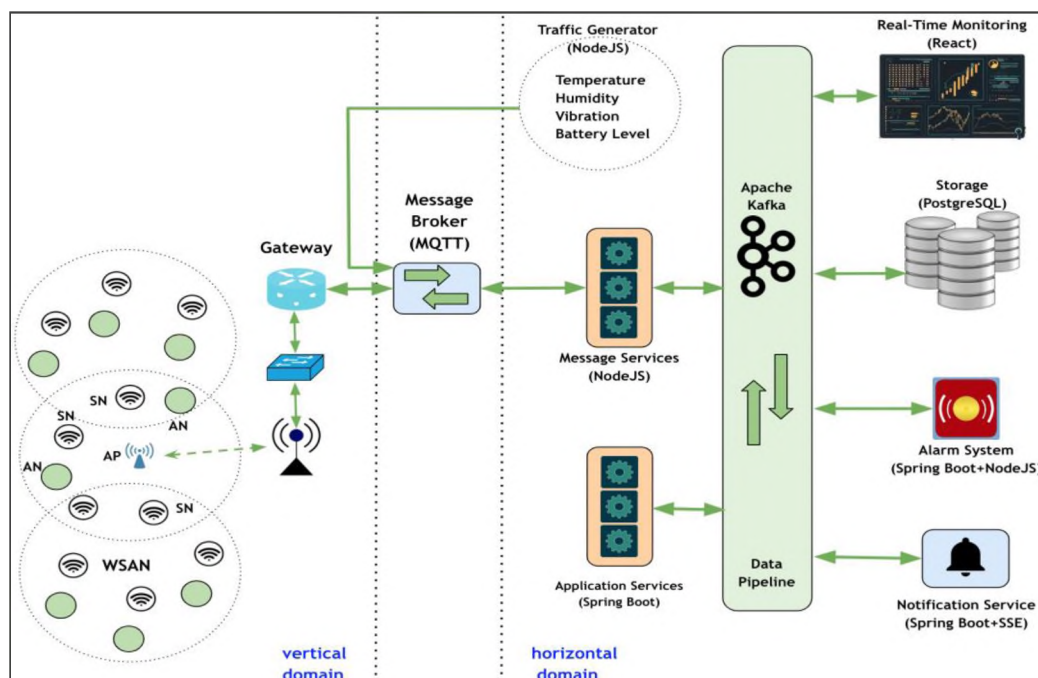 Traffic Generator
(NodeJS)
Temperature
Humidity
Vibration
Battery Level
Real-Time Monitoring
(React)
Message
Broker
(MQTT)
Gateway
Apache
Kafka
Storage
(PostgreSQL)
Message Services
(NodeJS)
SN
SN
AN
AP
AN
SN
WSAN
Alarm System
(Spring Boot+NodeJS)
Application Services
(Spring Boot)
Data
Pipeline
Notification Service
(Spring Boot+SSE)
vertical
domain
horizontal
domain